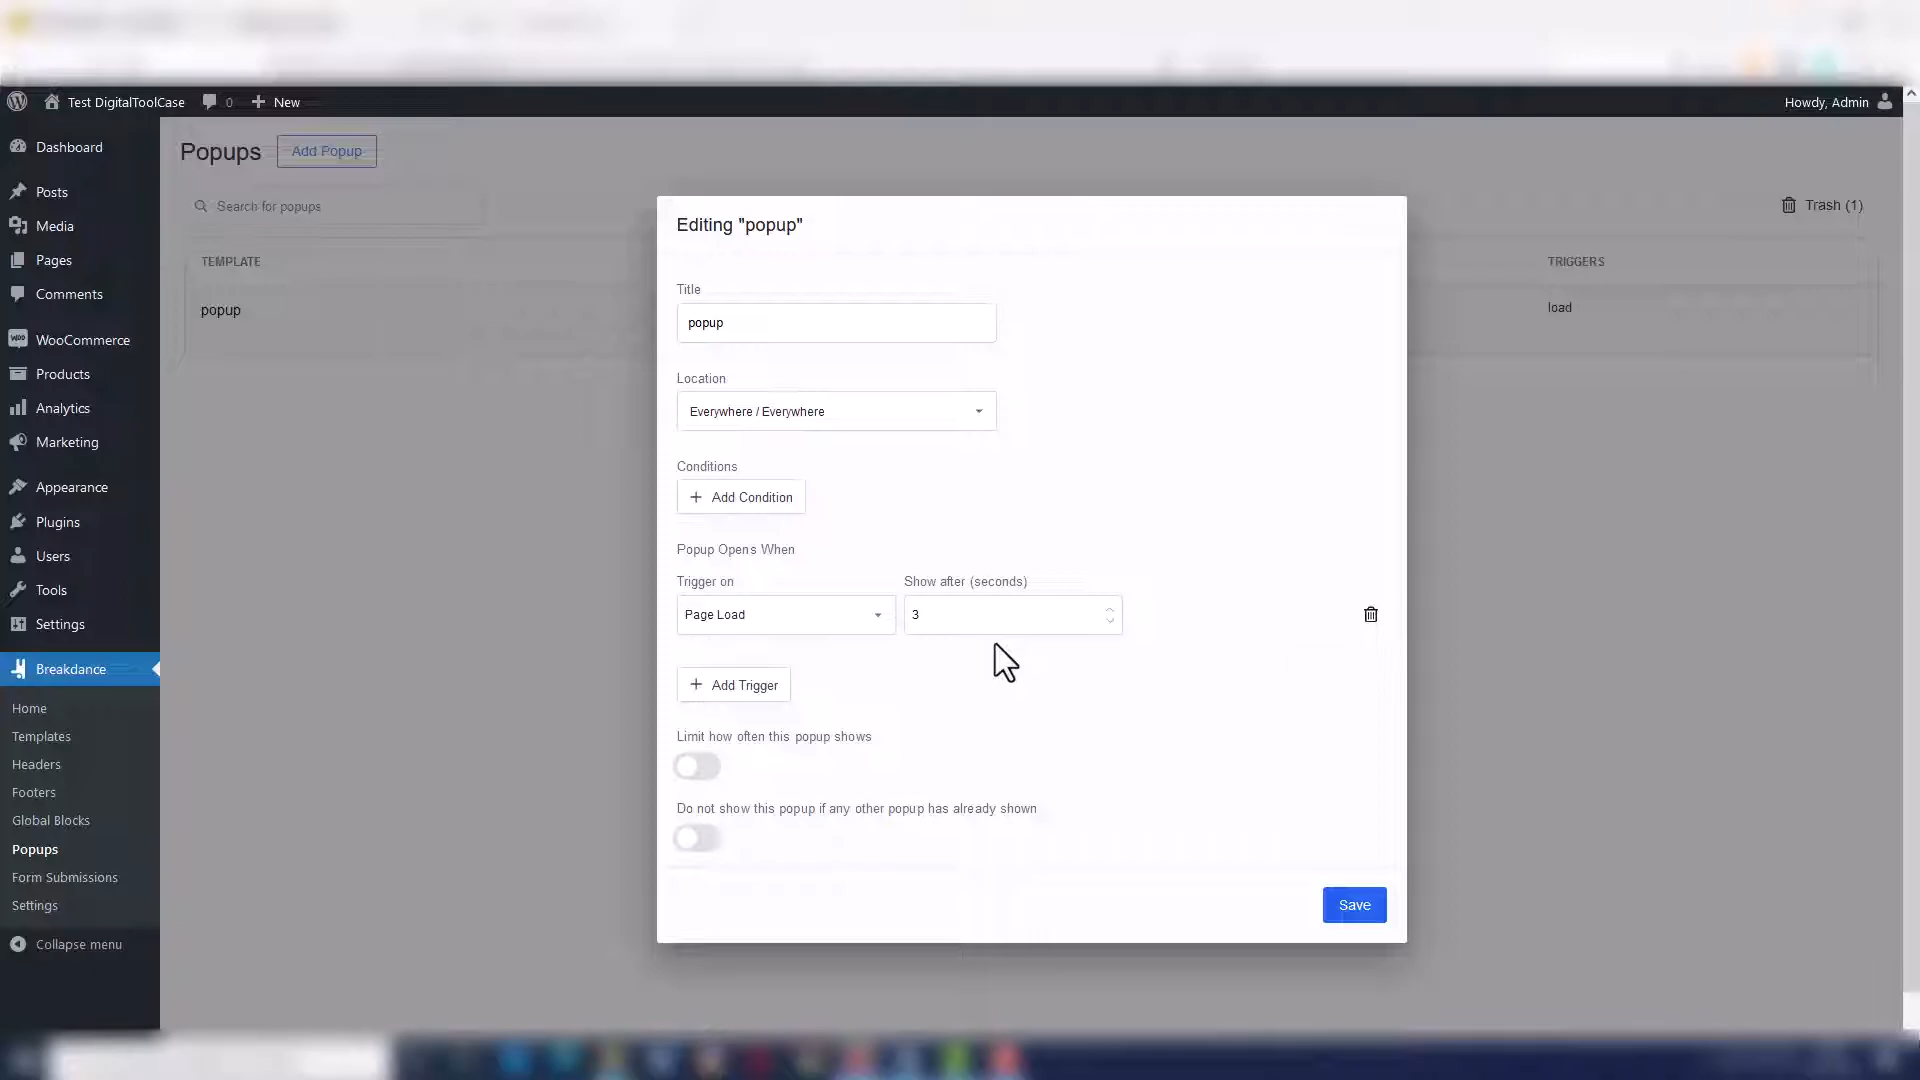 Test DigitalToolCase 0 New Howdy, Admin
Dashboard
Posts
Media
Pages
Comments
WooCommerce
Products
Analytics
Marketing
Appearance
Plugins
Users
Tools
Settings
Breakdance
Home
Templates
Headers
Footers
Global Blocks
Popups
Form Submissions
Settings
Collapse menu
Popups Add Popup
Search for popups
Trash (1)
TEMPLATE TRIGGERS
popup load
Editing "popup"
Title
popup
Location
Everywhere / Everywhere
Conditions
+ Add Condition
Popup Opens When
Trigger on Show after (seconds)
Page Load 3
+ Add Trigger
Limit how often this popup shows
Do not show this popup if any other popup has already shown
Save